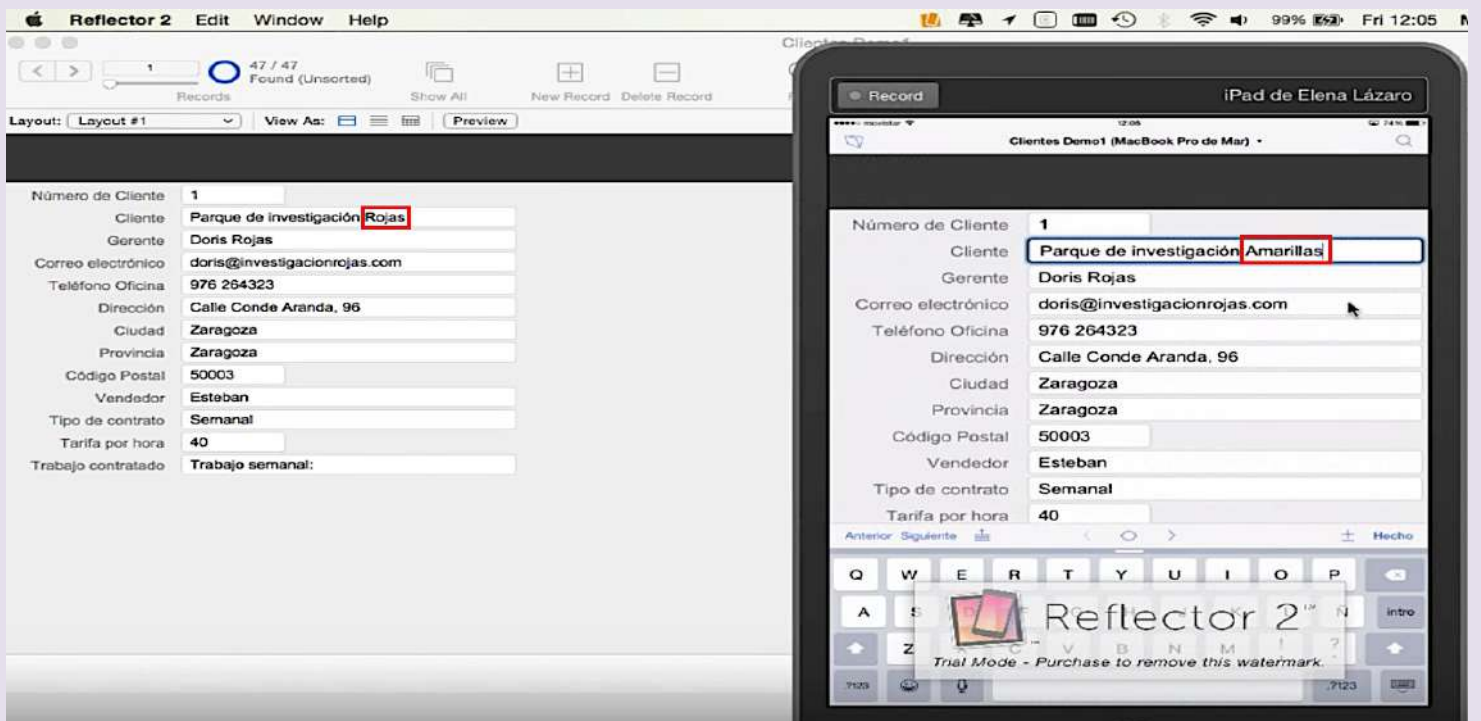 Reflector 2 Edit Window Help
99% Fri 12:05
47 / 47
1
Found (Unsorted)
Records
Show All
New Record Delete Record
Layout: Layout #1
View As:
Preview
Número de Cliente 1
Cliente Parque de investigación Rojas
Gerente Doris Rojas
Correo electrónico doris@investigacionrojas.com
Teléfono Oficina 976 264323
Dirección Calle Conde Aranda, 96
Ciudad Zaragoza
Provincia Zaragoza
Código Postal 50003
Vendedor Esteban
Tipo de contrato Semanal
Tarifa por hora 40
Trabajo contratado Trabajo semanal:
Record
iPad de Elena Lázaro
movistar 12:05 74%
Clientes Demo1 (MacBook Pro de Mar)
Número de Cliente 1
Cliente Parque de investigación Amarillas
Gerente Doris Rojas
Correo electrónico doris@investigacionrojas.com
Teléfono Oficina 976 264323
Dirección Calle Conde Aranda, 96
Ciudad Zaragoza
Provincia Zaragoza
Código Postal 50003
Vendedor Esteban
Tipo de contrato Semanal
Tarifa por hora 40
Anterior Siguiente
Hecho
Q W E R T Y U I O P
A S D Ñ intro
Reflector 2™
Z X C V B N M ! ?
Trial Mode - Purchase to remove this watermark.
.?123 .?123